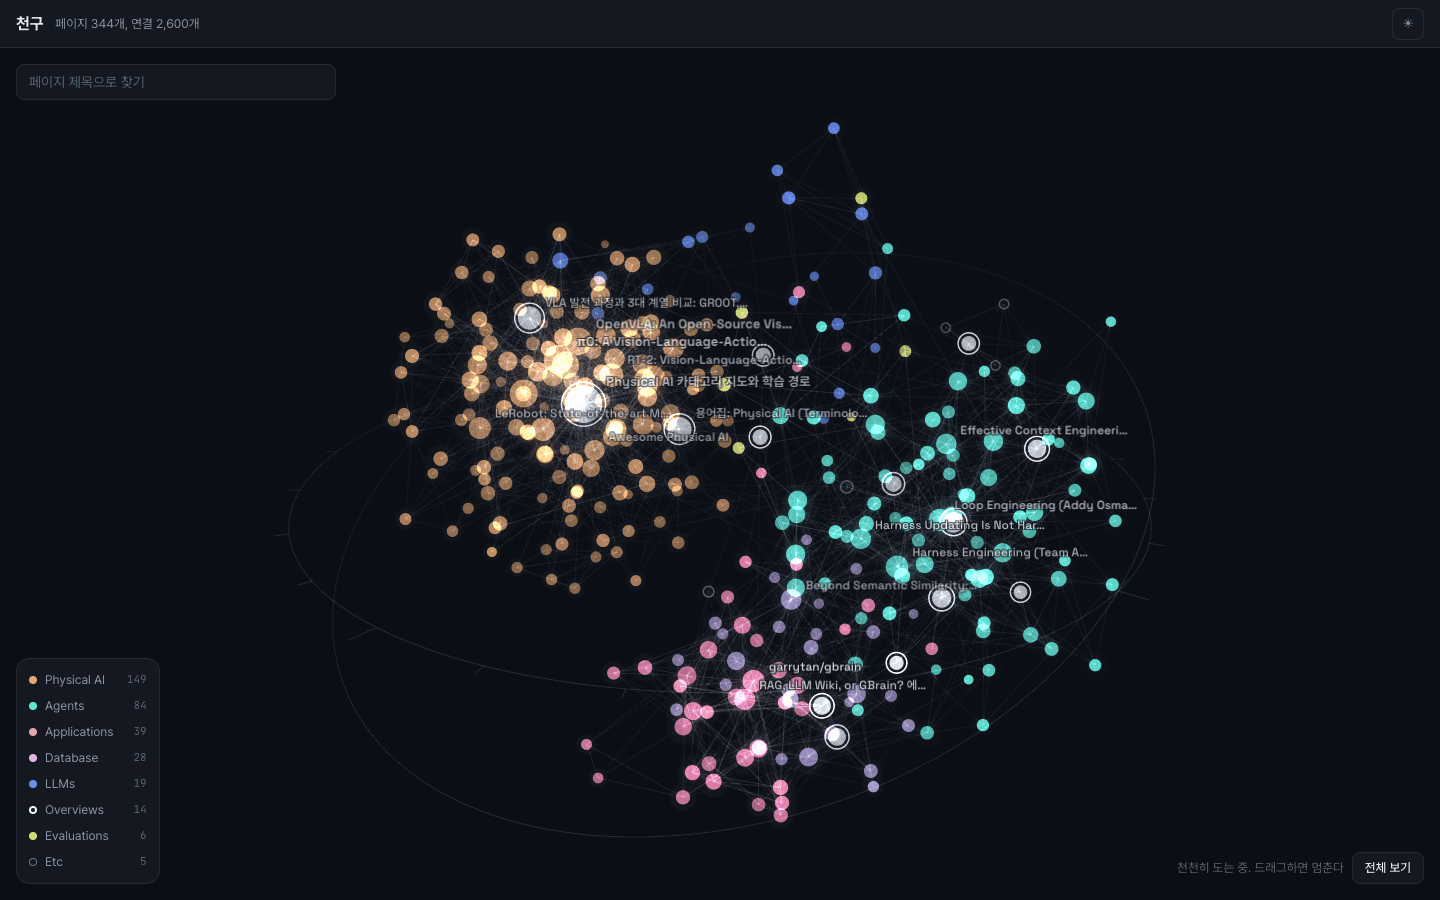 천구 페이지 344개, 연결 2,600개
페이지 제목으로 찾기
VLA 발전 과정과 3대 계열 비교: GR00T,...
OpenVLA: An Open-Source Vis...
π0: A Vision-Language-Actio...
RT-2: Vision-Language-Actio...
Physical AI 카테고리 지도와 학습 경로
LeRobot: State-of-the-art M...
용어집: Physical AI (Terminolo...
Awesome Physical AI
Effective Context Engineeri...
Loop Engineering (Addy Osma...
Harness Updating Is Not Har...
Harness Engineering (Team A...
Beyond Semantic Similarity:...
garrytan/gbrain
RAG, LLM Wiki, or GBrain? 에...
Physical AI 149
Agents 84
Applications 39
Database 28
LLMs 19
Overviews 14
Evaluations 6
Etc 5
천천히 도는 중. 드래그하면 멈춘다 전체 보기